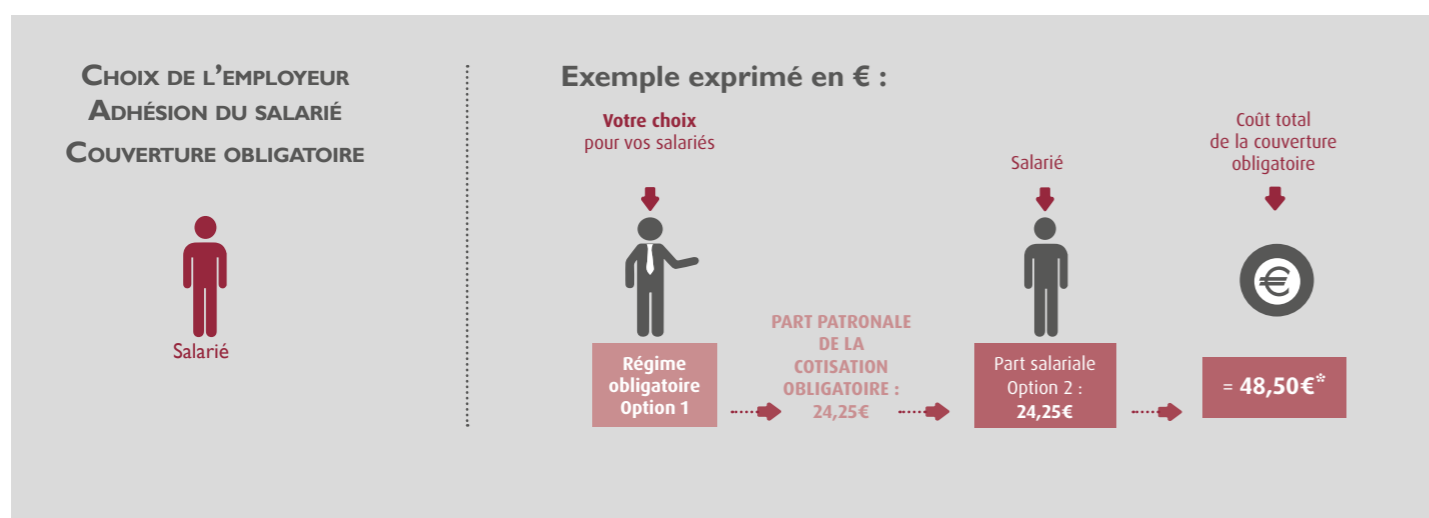 CHOIX DE L'EMPLOYEUR
ADHÉSION DU SALARIÉ
COUVERTURE OBLIGATOIRE
Salarié
Exemple exprimé en € :
Votre choix
pour vos salariés
Régime
obligatoire
Option 1
PART PATRONALE
DE LA
COTISATION
OBLIGATOIRE :
24,25€
Salarié
Part salariale
Option 2 :
24,25€
Coût total
de la couverture
obligatoire
€
= 48,50€*